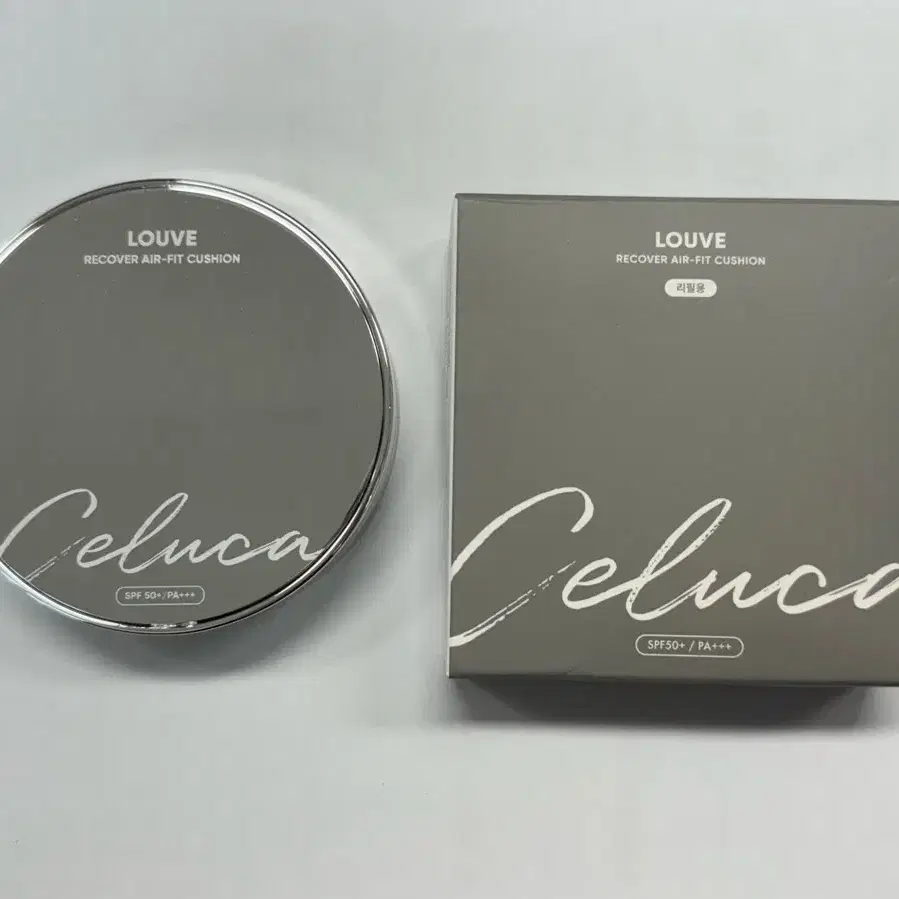 LOUVE
RECOVER AIR-FIT CUSHION
Celuca
SPF 50+/PA+++
LOUVE
RECOVER AIR-FIT CUSHION
리필용
Celuca
SPF50+ / PA+++